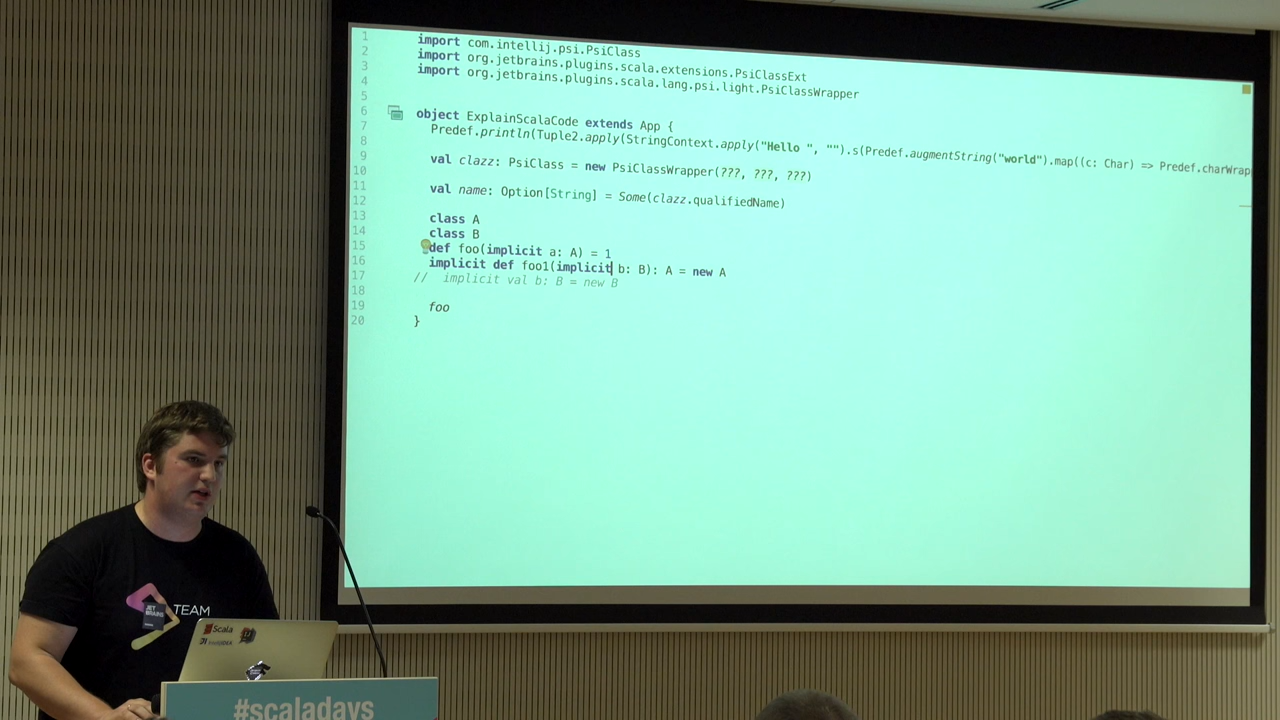 1 import com.intellij.psi.PsiClass
2 import org.jetbrains.plugins.scala.extensions.PsiClassExt
3 import org.jetbrains.plugins.scala.lang.psi.light.PsiClassWrapper
4
5
6 object ExplainScalaCode extends App {
7 Predef.println(Tuple2.apply(StringContext.apply("Hello ", "").s(Predef.augmentString("world").map((c: Char) => Predef.charWrap
8
9 val clazz: PsiClass = new PsiClassWrapper(???, ???, ???)
10
11 val name: Option[String] = Some(clazz.qualifiedName)
12
13 class A
14 class B
15 def foo(implicit a: A) = 1
16 implicit def foo1(implicit b: B): A = new A
17 // implicit val b: B = new B
18
19 foo
20 }
JET
BRAINS
TEAM
Scala
#scaladays